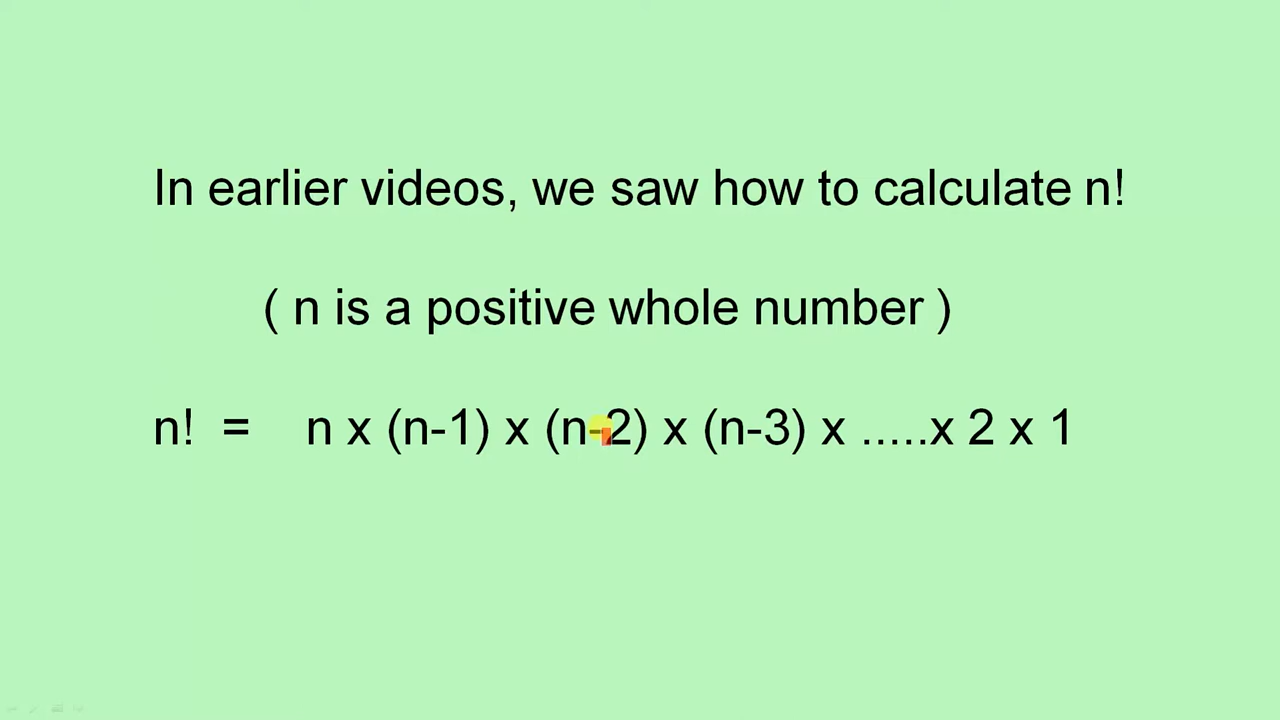 In earlier videos, we saw how to calculate n!
( n is a positive whole number )
n! = n x (n-1) x (n-2) x (n-3) x .....x 2 x 1